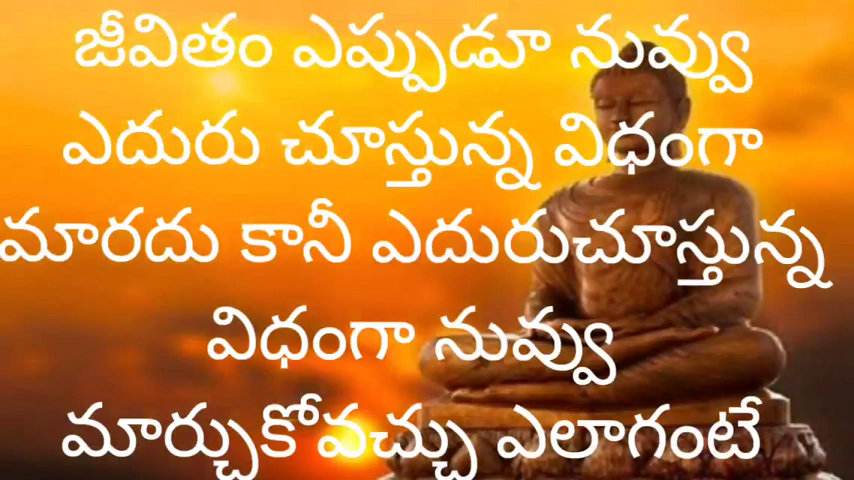 జీవితం ఎప్పుడూ నువ్వు
ఎదురు చూస్తున్న విధంగా
మారదు కానీ ఎదురుచూస్తున్న
విధంగా నువ్వు
మార్చుకోవచ్చు ఎలాగంటే